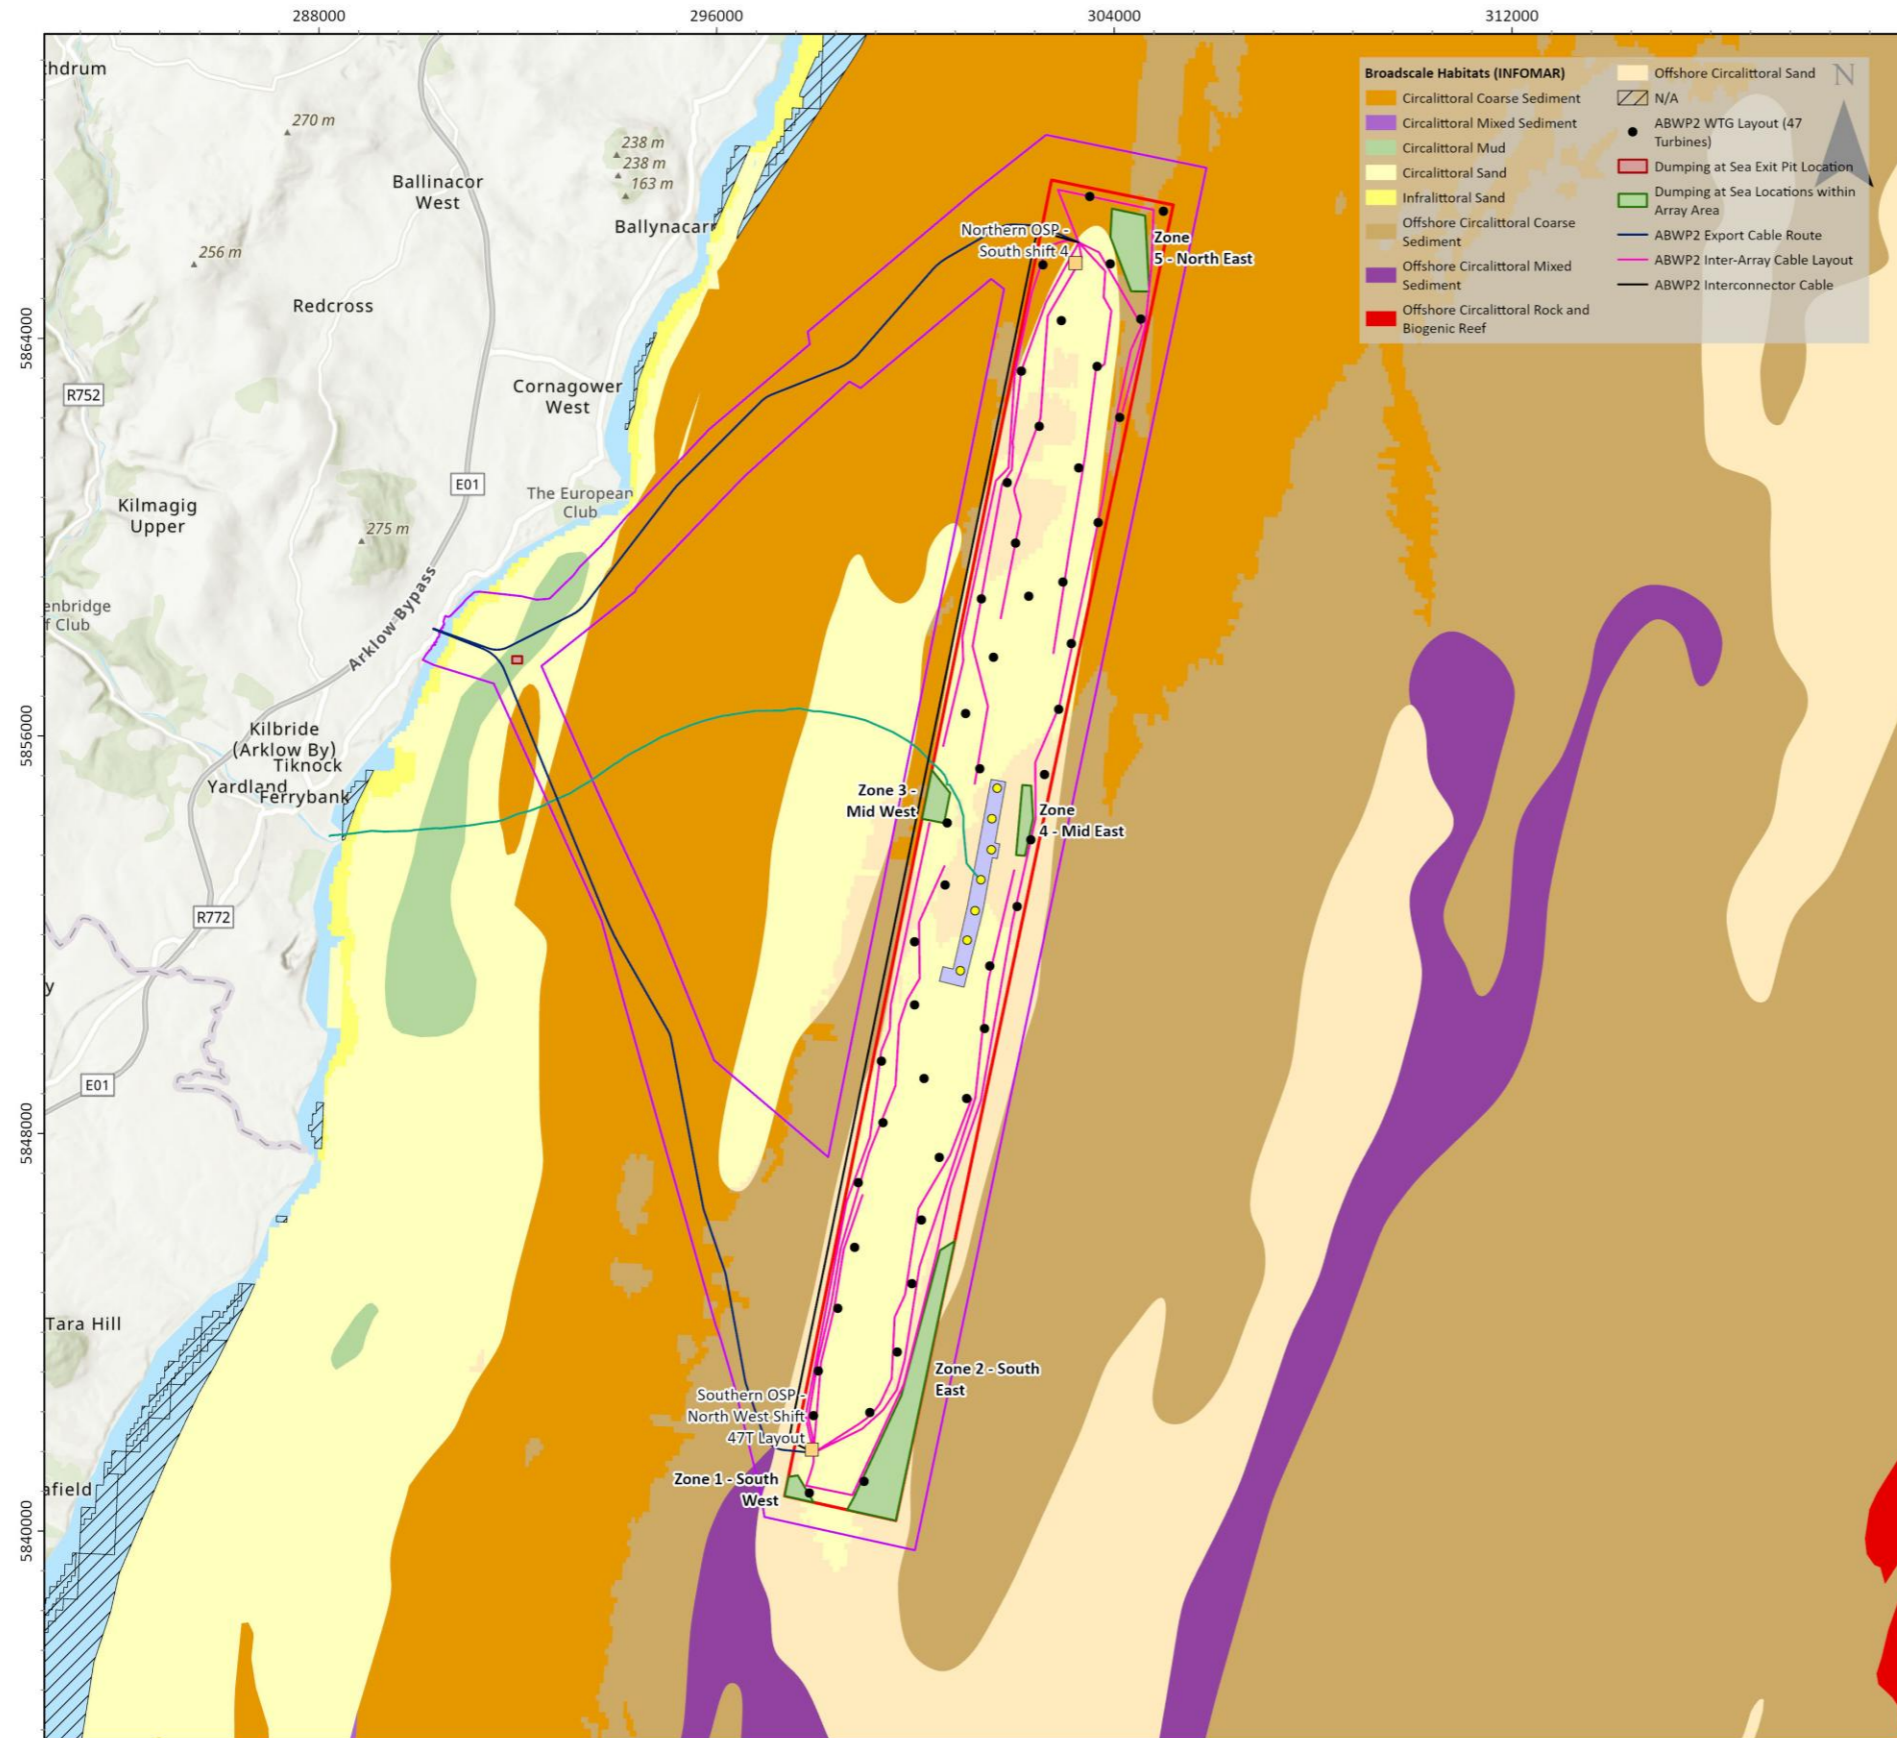 288000
296000
304000
312000
5864000
5856000
5848000
5840000
thdrum
270 m
238 m
238 m
163 m
Ballinacor
West
Ballynacarr
256 m
Redcross
Cornagower
West
R752
E01
The European
Club
Kilmagig
Upper
275 m
enbridge
f Club
Arklow-Bypass
Kilbride
(Arklow By)
Tiknock
Yardland
Ferrybank
R772
y
E01
Tara Hill
afield
Northern OSP -
South shift 4
Zone
5 - North East
Zone 3 -
Mid West
Zone
4 - Mid East
Zone 2 - South
East
Southern OSP -
North West Shift
47T Layout
Zone 1 - South
West
Broadscale Habitats (INFOMAR)
Circalittoral Coarse Sediment
Circalittoral Mixed Sediment
Circalittoral Mud
Circalittoral Sand
Infralittoral Sand
Offshore Circalittoral Coarse
Sediment
Offshore Circalittoral Mixed
Sediment
Offshore Circalittoral Rock and
Biogenic Reef
Offshore Circalittoral Sand
N/A
ABWP2 WTG Layout (47
Turbines)
Dumping at Sea Exit Pit Location
Dumping at Sea Locations within
Array Area
ABWP2 Export Cable Route
ABWP2 Inter-Array Cable Layout
ABWP2 Interconnector Cable
N